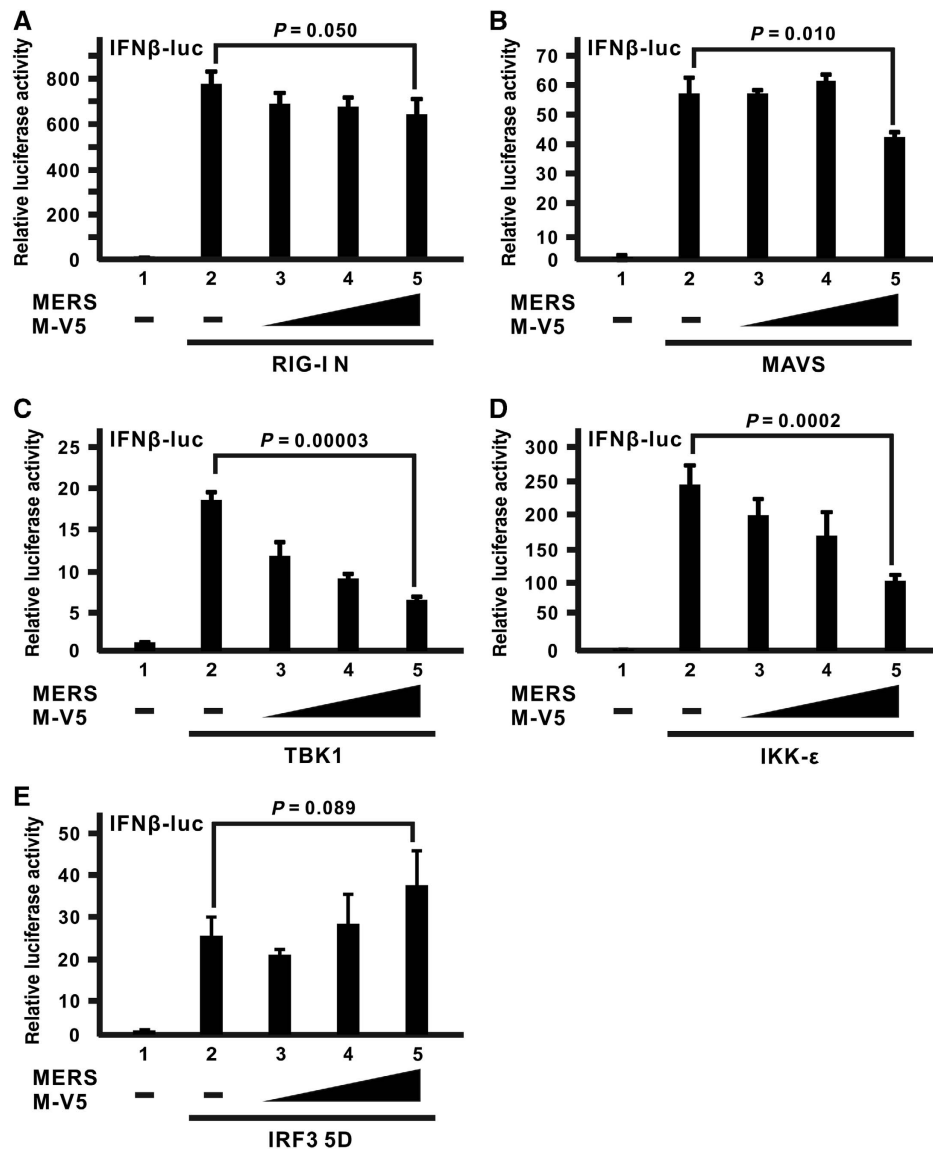 A
Relative luciferase activity
IFNβ-luc
P = 0.050
800
600
400
200
0
1 2 3 4 5
MERS
M-V5
RIG-I N
B
Relative luciferase activity
IFNβ-luc
P = 0.010
70
60
50
40
30
20
10
0
1 2 3 4 5
MERS
M-V5
MAVS
C
Relative luciferase activity
IFNβ-luc
P = 0.00003
25
20
15
10
5
0
1 2 3 4 5
MERS
M-V5
TBK1
D
Relative luciferase activity
IFNβ-luc
P = 0.0002
300
250
200
150
100
50
0
1 2 3 4 5
MERS
M-V5
IKK-ε
E
Relative luciferase activity
IFNβ-luc
P = 0.089
50
40
30
20
10
0
1 2 3 4 5
MERS
M-V5
IRF3 5D